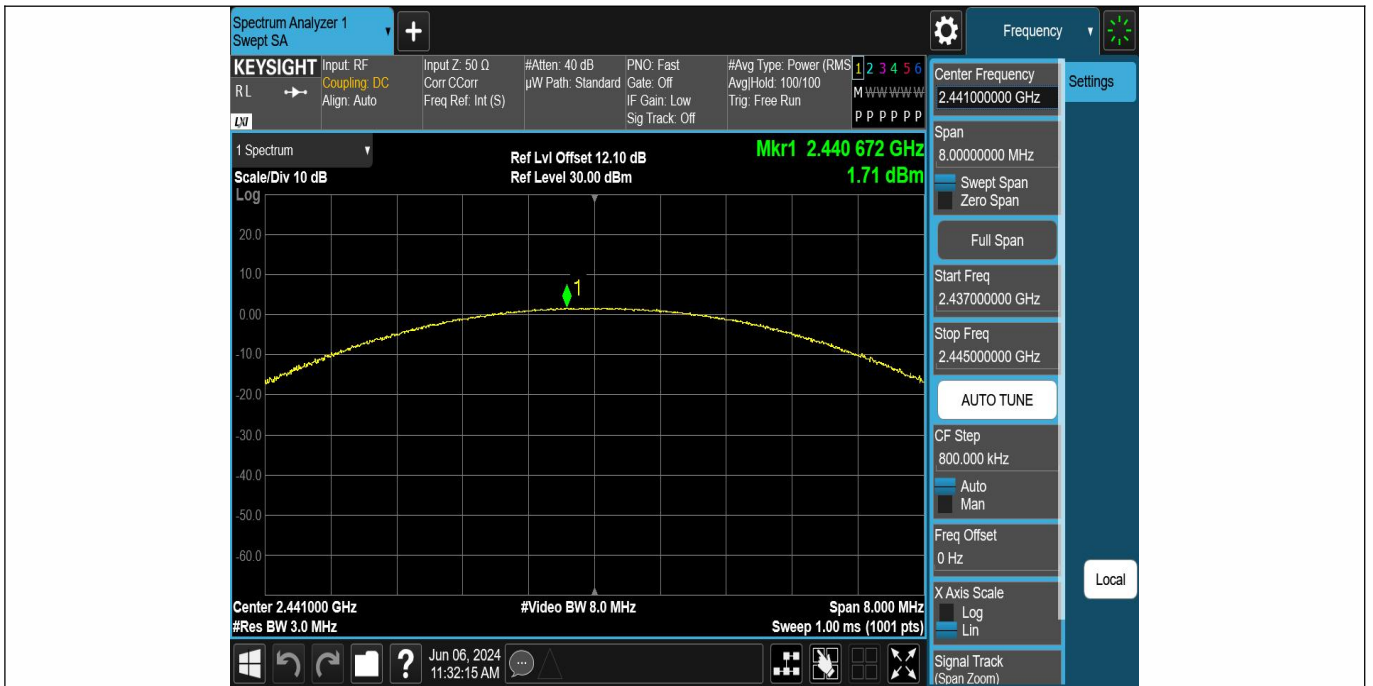 Spectrum Analyzer 1
Swept SA
Frequency
KEYSIGHT
RL
LXI
Input: RF
Coupling: DC
Align: Auto
Input Z: 50 Ω
Corr CCorr
Freq Ref: Int (S)
#Atten: 40 dB
µW Path: Standard
PNO: Fast
Gate: Off
IF Gain: Low
Sig Track: Off
#Avg Type: Power (RMS
Avg|Hold: 100/100
Trig: Free Run
1 2 3 4 5 6
M W W W W W
P P P P P P
1 Spectrum
Scale/Div 10 dB
Log
Ref Lvl Offset 12.10 dB
Ref Level 30.00 dBm
Mkr1 2.440 672 GHz
1.71 dBm
20.0
10.0
0.00
-10.0
-20.0
-30.0
-40.0
-50.0
-60.0
1
Center 2.441000 GHz
#Res BW 3.0 MHz
#Video BW 8.0 MHz
Span 8.000 MHz
Sweep 1.00 ms (1001 pts)
Center Frequency
2.441000000 GHz
Settings
Span
8.00000000 MHz
Swept Span
Zero Span
Full Span
Start Freq
2.437000000 GHz
Stop Freq
2.445000000 GHz
AUTO TUNE
CF Step
800.000 kHz
Auto
Man
Freq Offset
0 Hz
X Axis Scale
Log
Lin
Local
Signal Track
(Span Zoom)
?
Jun 06, 2024
11:32:15 AM